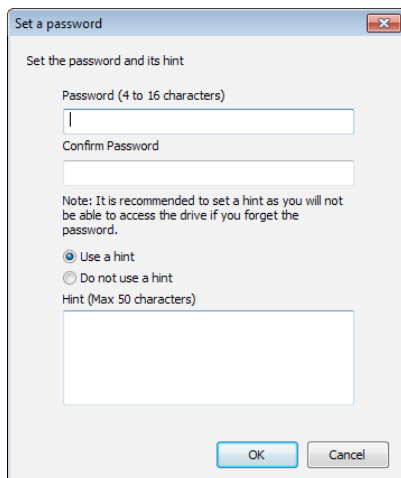 Set a password
Set the password and its hint
Password (4 to 16 characters)
Confirm Password
Note: It is recommended to set a hint as you will not
be able to access the drive if you forget the
password.
Use a hint
Do not use a hint
Hint (Max 50 characters)
OK Cancel